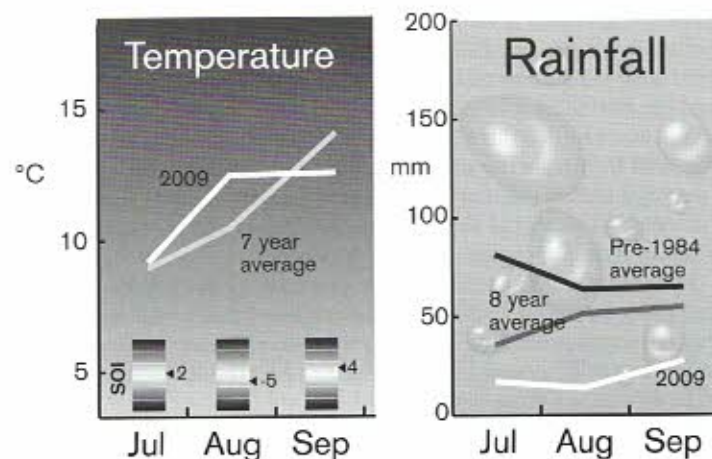 Temperature
15
°C
10
5
2009
7 year
average
SOI
2
-5
4
Jul Aug Sep
Rainfall
200
150
mm
100
50
0
Pre-1984
average
8 year
average
2009
Jul Aug Sep